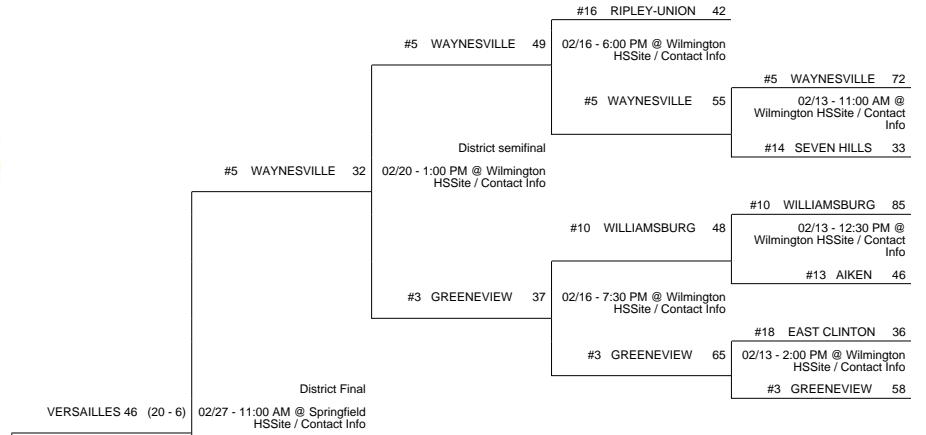 #16 RIPLEY-UNION 42
#5 WAYNESVILLE 49
02/16 - 6:00 PM @ Wilmington
HSSite / Contact Info
#5 WAYNESVILLE 72
#5 WAYNESVILLE 55
02/13 - 11:00 AM @
Wilmington HSSite / Contact
Info
#14 SEVEN HILLS 33
District semifinal
#5 WAYNESVILLE 32
02/20 - 1:00 PM @ Wilmington
HSSite / Contact Info
#10 WILLIAMSBURG 85
#10 WILLIAMSBURG 48
02/13 - 12:30 PM @
Wilmington HSSite / Contact
Info
#13 AIKEN 46
#3 GREENEVIEW 37
02/16 - 7:30 PM @ Wilmington
HSSite / Contact Info
#18 EAST CLINTON 36
#3 GREENEVIEW 65
02/13 - 2:00 PM @ Wilmington
HSSite / Contact Info
#3 GREENEVIEW 58
District Final
VERSAILLES 46 (20 - 6)
02/27 - 11:00 AM @ Springfield
HSSite / Contact Info